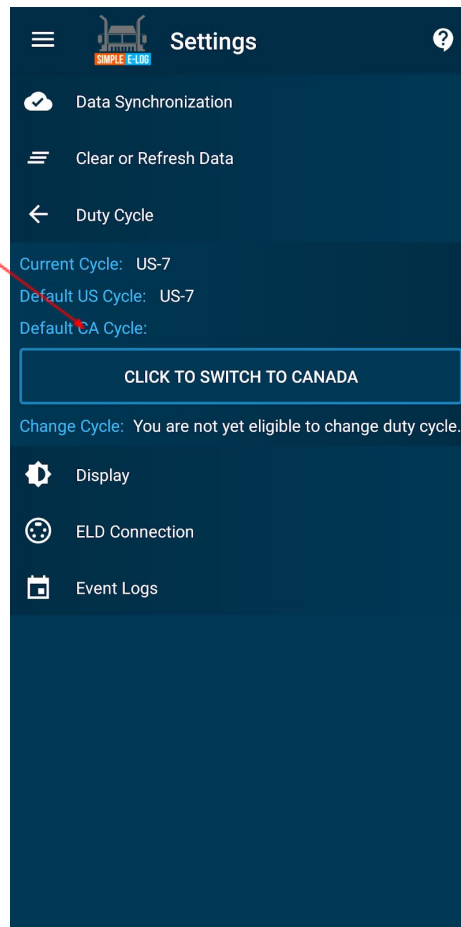 Settings
SIMPLE E-LOG
Data Synchronization
Clear or Refresh Data
Duty Cycle
Current Cycle: US-7
Default US Cycle: US-7
Default CA Cycle:
CLICK TO SWITCH TO CANADA
Change Cycle: You are not yet eligible to change duty cycle.
Display
ELD Connection
Event Logs